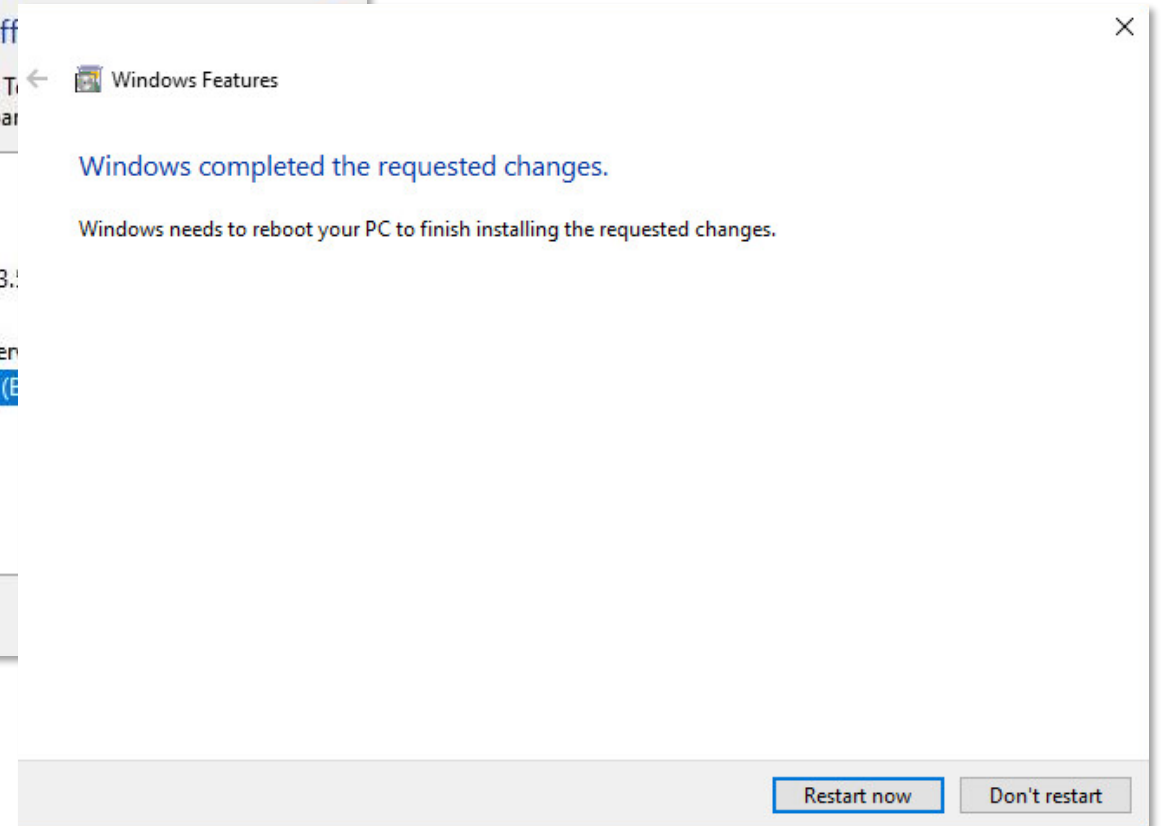 Windows Features
Windows completed the requested changes.
Windows needs to reboot your PC to finish installing the requested changes.
Restart now
Don't restart